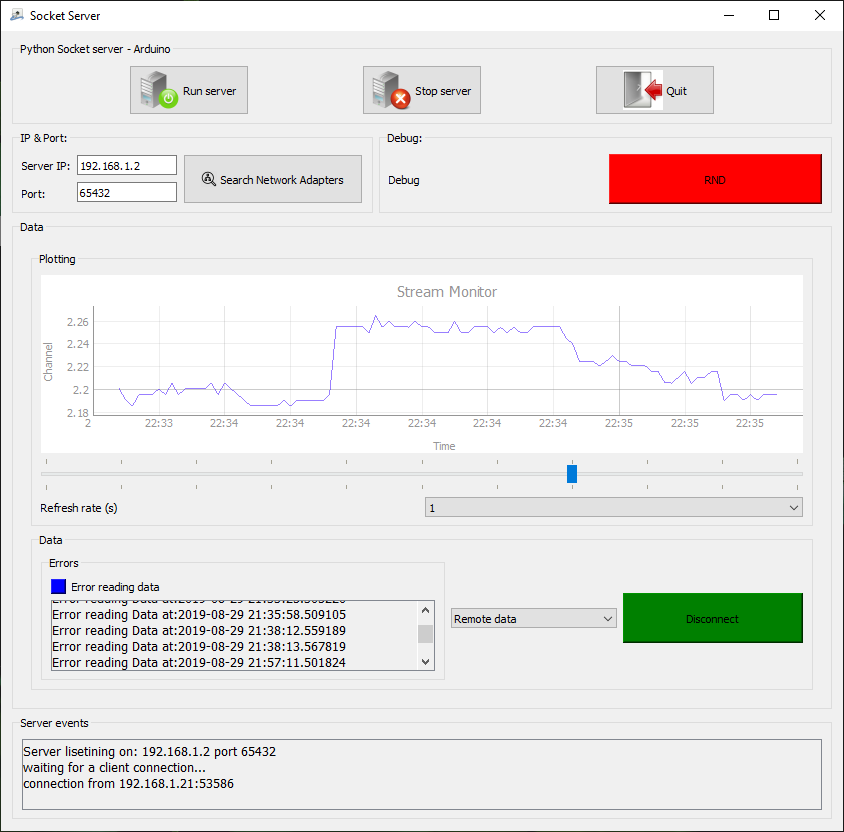 Socket Server
Python Socket server - Arduino
Run server
Stop server
Quit
IP & Port:
Server IP:
192.168.1.2
Port:
65432
Search Network Adapters
Debug:
Debug
RND
Data
Plotting
Stream Monitor
2.26
2.24
2.22
2.2
2.18
Channel
2 22:33 22:34 22:34 22:34 22:34 22:34 22:34 22:35 22:35 22:35
Time
Refresh rate (s)
1
Data
Errors
Error reading data
Error reading Data at:2019-08-29
Error reading Data at:2019-08-29 21:35:58.509105
Error reading Data at:2019-08-29 21:38:12.559189
Error reading Data at:2019-08-29 21:38:13.567819
Error reading Data at:2019-08-29 21:57:11.501824
Remote data
Disconnect
Server events
Server lisetining on: 192.168.1.2 port 65432
waiting for a client connection...
connection from 192.168.1.21:53586